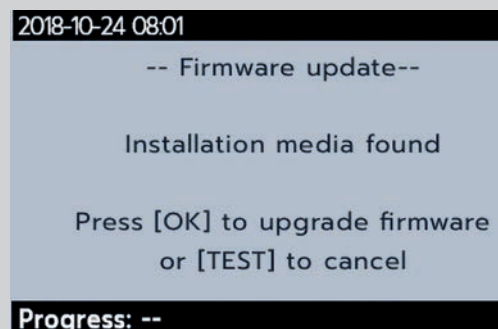 2018-10-24 08:01
-- Firmware update--
Installation media found
Press [OK] to upgrade firmware
or [TEST] to cancel
Progress: --